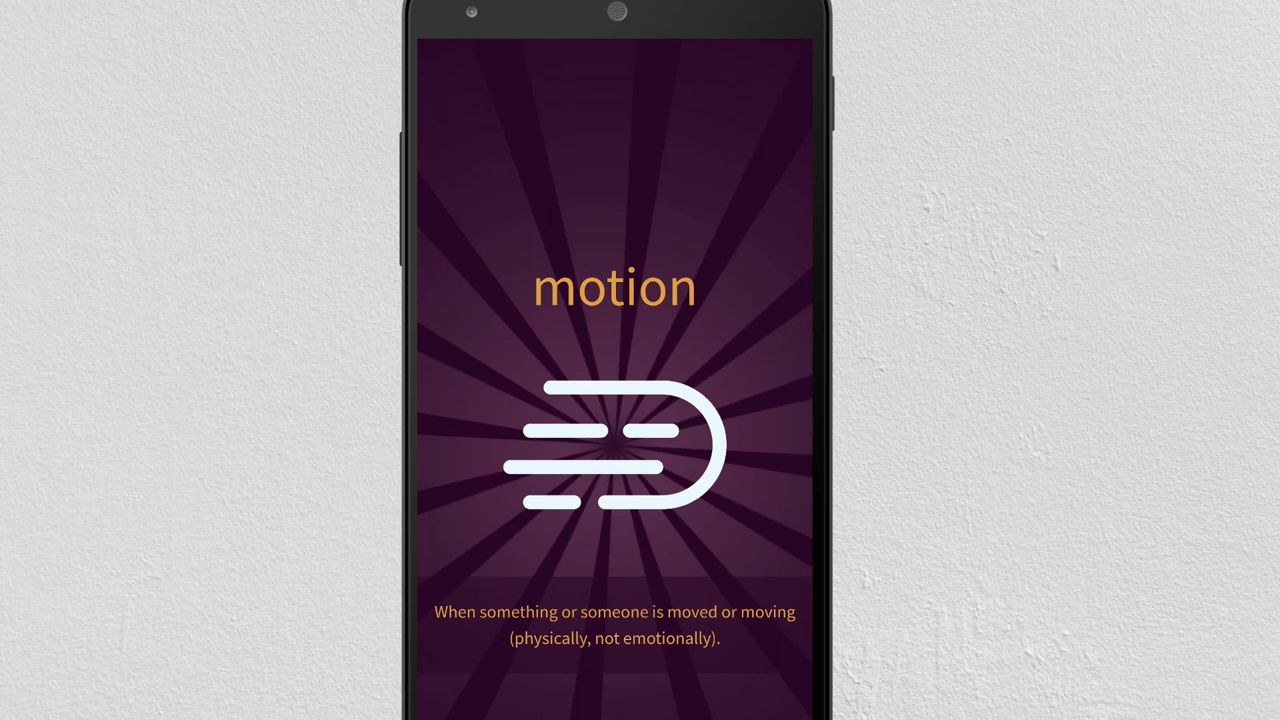 motion
When something or someone is moved or moving
(physically, not emotionally).